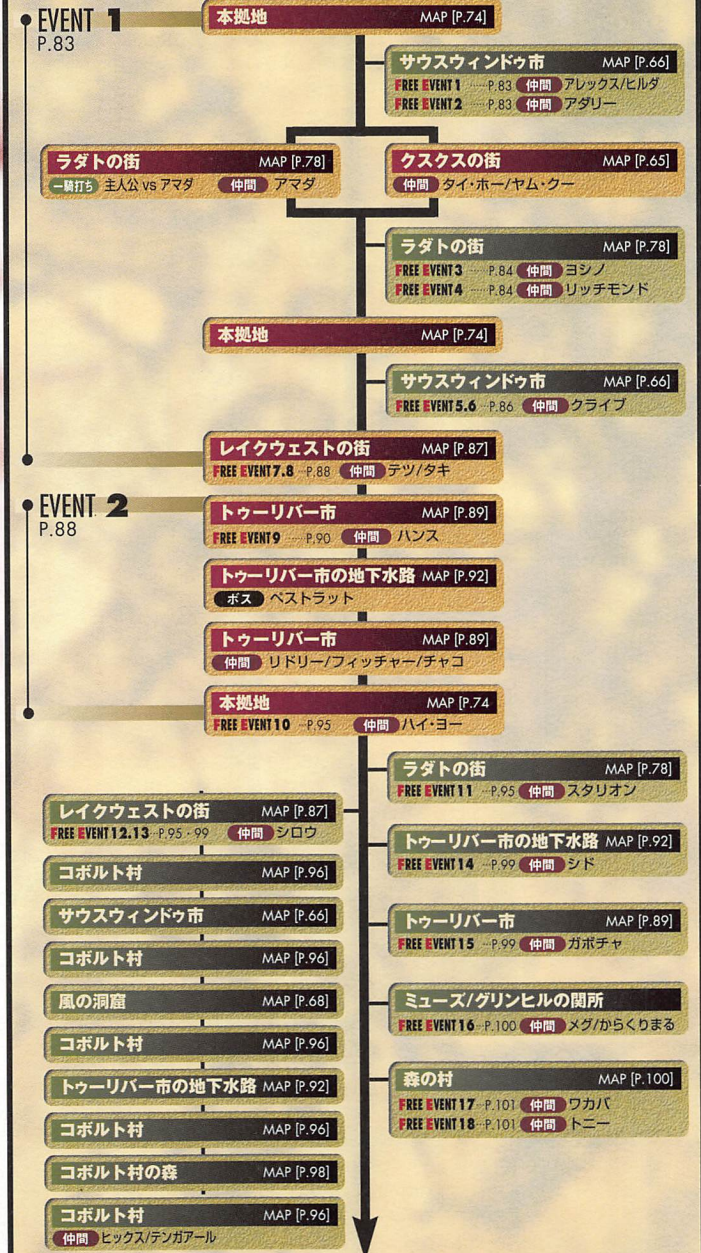 EVENT 1
P.83
本拠地 MAP [P.74]
サウスウィンドゥ市 MAP [P.66]
FREE EVENT 1 ……P.83 仲間 アレックス/ヒルダ
FREE EVENT 2 ……P.83 仲間 アダリー
ラダトの街 MAP [P.78]
一騎打ち 主人公 vs アマダ 仲間 アマダ
クスクスの街 MAP [P.65]
仲間 タイ・ホー/ヤム・クー
ラダトの街 MAP [P.78]
FREE EVENT 3 …P.84 仲間 ヨシノ
FREE EVENT 4 …P.84 仲間 リッチモンド
本拠地 MAP [P.74]
サウスウィンドゥ市 MAP [P.66]
FREE EVENT 5.6 …P.86 仲間 クライブ
レイクウェストの街 MAP [P.87]
FREE EVENT 7.8 …P.88 仲間 テツ/タキ
EVENT 2
P.88
トゥーリバー市 MAP [P.89]
FREE EVENT 9 ……P.90 仲間 ハンス
トゥーリバー市の地下水路 MAP [P.92]
ボス ペストラット
トゥーリバー市 MAP [P.89]
仲間 リドリー/フィッチャー/チャコ
本拠地 MAP [P.74
FREE EVENT 10 …P.95 仲間 ハイ・ヨー
ラダトの街 MAP [P.78]
FREE EVENT 11 …P.95 仲間 スタリオン
レイクウェストの街 MAP [P.87]
FREE EVENT 12.13 …P.95・99 仲間 シロウ
トゥーリバー市の地下水路 MAP [P.92]
FREE EVENT 14 …P.99 仲間 シド
コボルト村 MAP [P.96]
サウスウィンドゥ市 MAP [P.66]
トゥーリバー市 MAP [P.89]
FREE EVENT 15 …P.99 仲間 ガボチャ
コボルト村 MAP [P.96]
風の洞窟 MAP [P.68]
ミューズ/グリンヒルの関所
FREE EVENT 16 …P.100 仲間 メグ/からくりまる
コボルト村 MAP [P.96]
トゥーリバー市の地下水路 MAP [P.92]
森の村 MAP [P.100]
FREE EVENT 17 …P.101 仲間 ワカバ
FREE EVENT 18 …P.101 仲間 トニー
コボルト村 MAP [P.96]
コボルト村の森 MAP [P.98]
コボルト村 MAP [P.96]
仲間 ヒックス/テンガアール